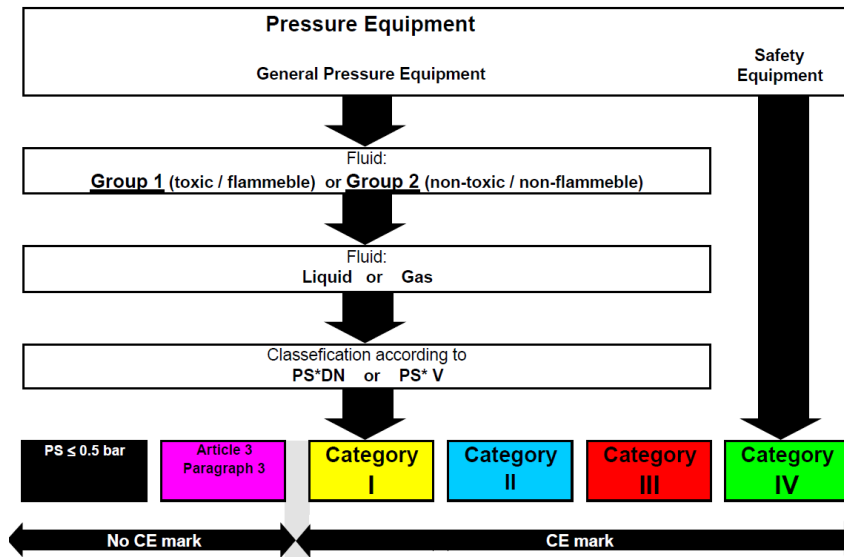 Pressure Equipment
General Pressure Equipment
Safety
Equipment
Fluid:
Group 1 (toxic / flammeble) or Group 2 (non-toxic / non-flammeble)
Fluid:
Liquid or Gas
Classefication according to
PS*DN or PS* V
PS ≤ 0.5 bar
Article 3
Paragraph 3
Category
I
Category
II
Category
III
Category
IV
No CE mark
CE mark